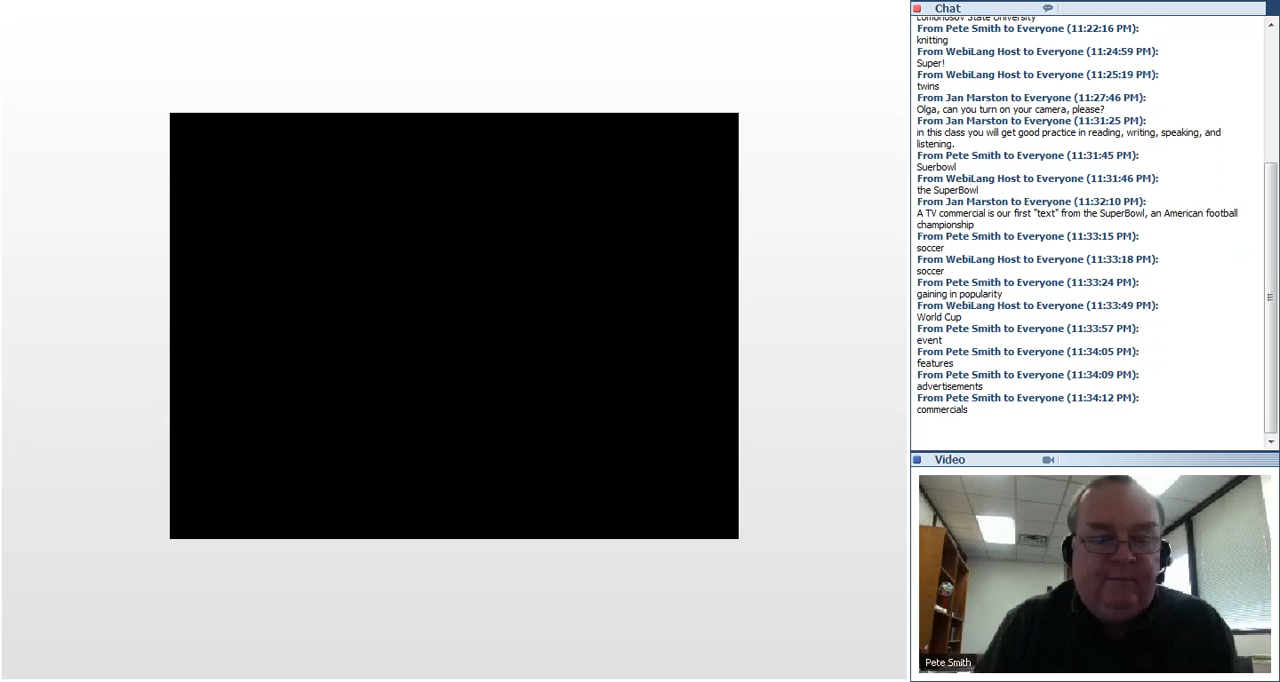 Chat
Lomonosov State University
From Pete Smith to Everyone (11:22:16 PM):
knitting
From WebiLang Host to Everyone (11:24:59 PM):
Super!
From WebiLang Host to Everyone (11:25:19 PM):
twins
From Jan Marston to Everyone (11:27:46 PM):
Olga, can you turn on your camera, please?
From Jan Marston to Everyone (11:31:25 PM):
in this class you will get good practice in reading, writing, speaking, and
listening.
From Pete Smith to Everyone (11:31:45 PM):
Suerbowl
From WebiLang Host to Everyone (11:31:46 PM):
the SuperBowl
From Jan Marston to Everyone (11:32:10 PM):
A TV commercial is our first "text" from the SuperBowl, an American football
championship
From Pete Smith to Everyone (11:33:15 PM):
soccer
From WebiLang Host to Everyone (11:33:18 PM):
soccer
From Pete Smith to Everyone (11:33:24 PM):
gaining in popularity
From WebiLang Host to Everyone (11:33:49 PM):
World Cup
From Pete Smith to Everyone (11:33:57 PM):
event
From Pete Smith to Everyone (11:34:05 PM):
features
From Pete Smith to Everyone (11:34:09 PM):
advertisements
From Pete Smith to Everyone (11:34:12 PM):
commercials
Video
Pete Smith